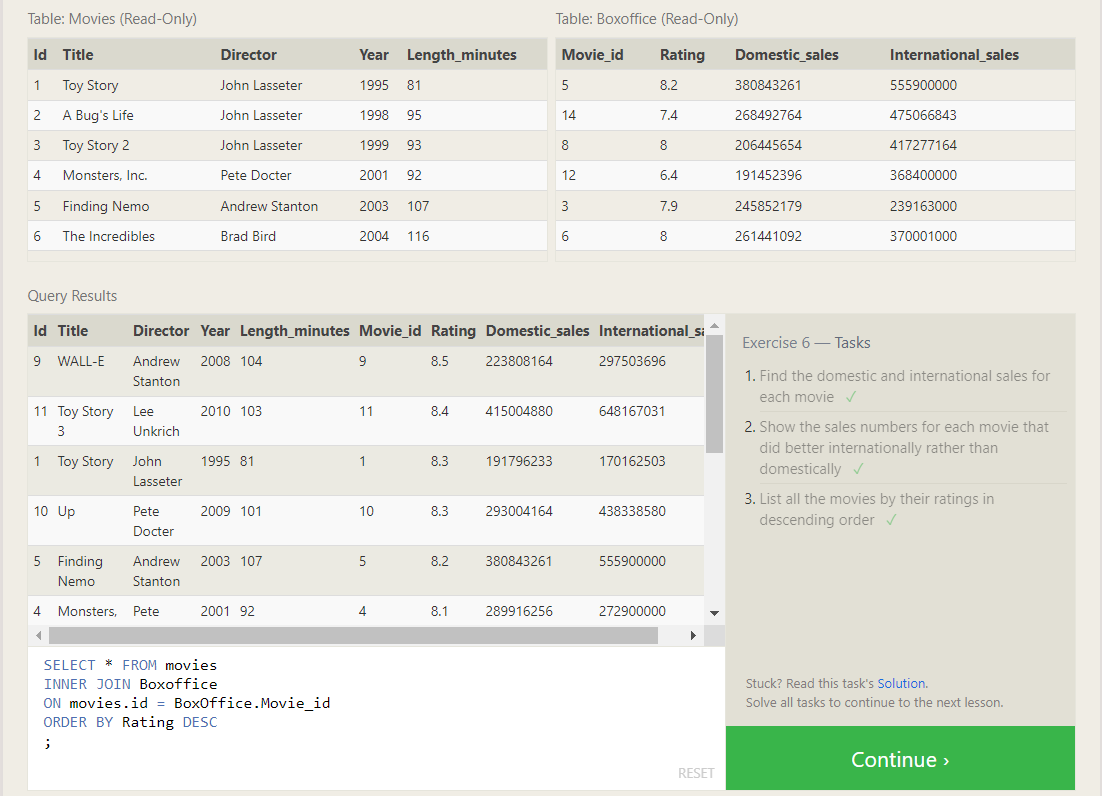 Table: Movies (Read-Only)
Id Title Director Year Length_minutes
1 Toy Story John Lasseter 1995 81
2 A Bug's Life John Lasseter 1998 95
3 Toy Story 2 John Lasseter 1999 93
4 Monsters, Inc. Pete Docter 2001 92
5 Finding Nemo Andrew Stanton 2003 107
6 The Incredibles Brad Bird 2004 116
Table: Boxoffice (Read-Only)
Movie_id Rating Domestic_sales International_sales
5 8.2 380843261 555900000
14 7.4 268492764 475066843
8 8 206445654 417277164
12 6.4 191452396 368400000
3 7.9 245852179 239163000
6 8 261441092 370001000
Query Results
Id Title Director Year Length_minutes Movie_id Rating Domestic_sales International_sa
9 WALL-E Andrew 2008 104 9 8.5 223808164 297503696
Stanton
11 Toy Story Lee 2010 103 11 8.4 415004880 648167031
3 Unkrich
1 Toy Story John 1995 81 1 8.3 191796233 170162503
Lasseter
10 Up Pete 2009 101 10 8.3 293004164 438338580
Docter
5 Finding Andrew 2003 107 5 8.2 380843261 555900000
Nemo Stanton
4 Monsters, Pete 2001 92 4 8.1 289916256 272900000
SELECT * FROM movies
INNER JOIN Boxoffice
ON movies.id = BoxOffice.Movie_id
ORDER BY Rating DESC
;
RESET
Exercise 6 — Tasks
1. Find the domestic and international sales for
each movie ✓
2. Show the sales numbers for each movie that
did better internationally rather than
domestically ✓
3. List all the movies by their ratings in
descending order ✓
Stuck? Read this task's Solution.
Solve all tasks to continue to the next lesson.
Continue ›